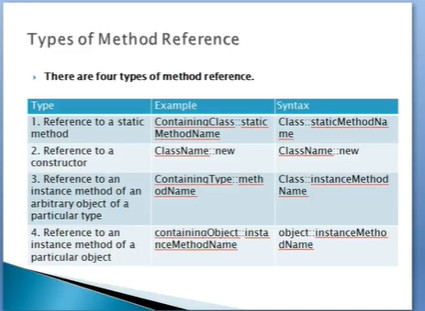 Types of Method Reference
There are four types of method reference.
Type Example Syntax
1. Reference to a static method
ContainingClass::staticMethodName
Class::staticMethodName
2. Reference to a constructor
ClassName::new
ClassName::new
3. Reference to an instance method of an arbitrary object of a particular type
ContainingType::methodName
Class::instanceMethodName
4. Reference to an instance method of a particular object
containingObject::instanceMethodName
object::instanceMethodName